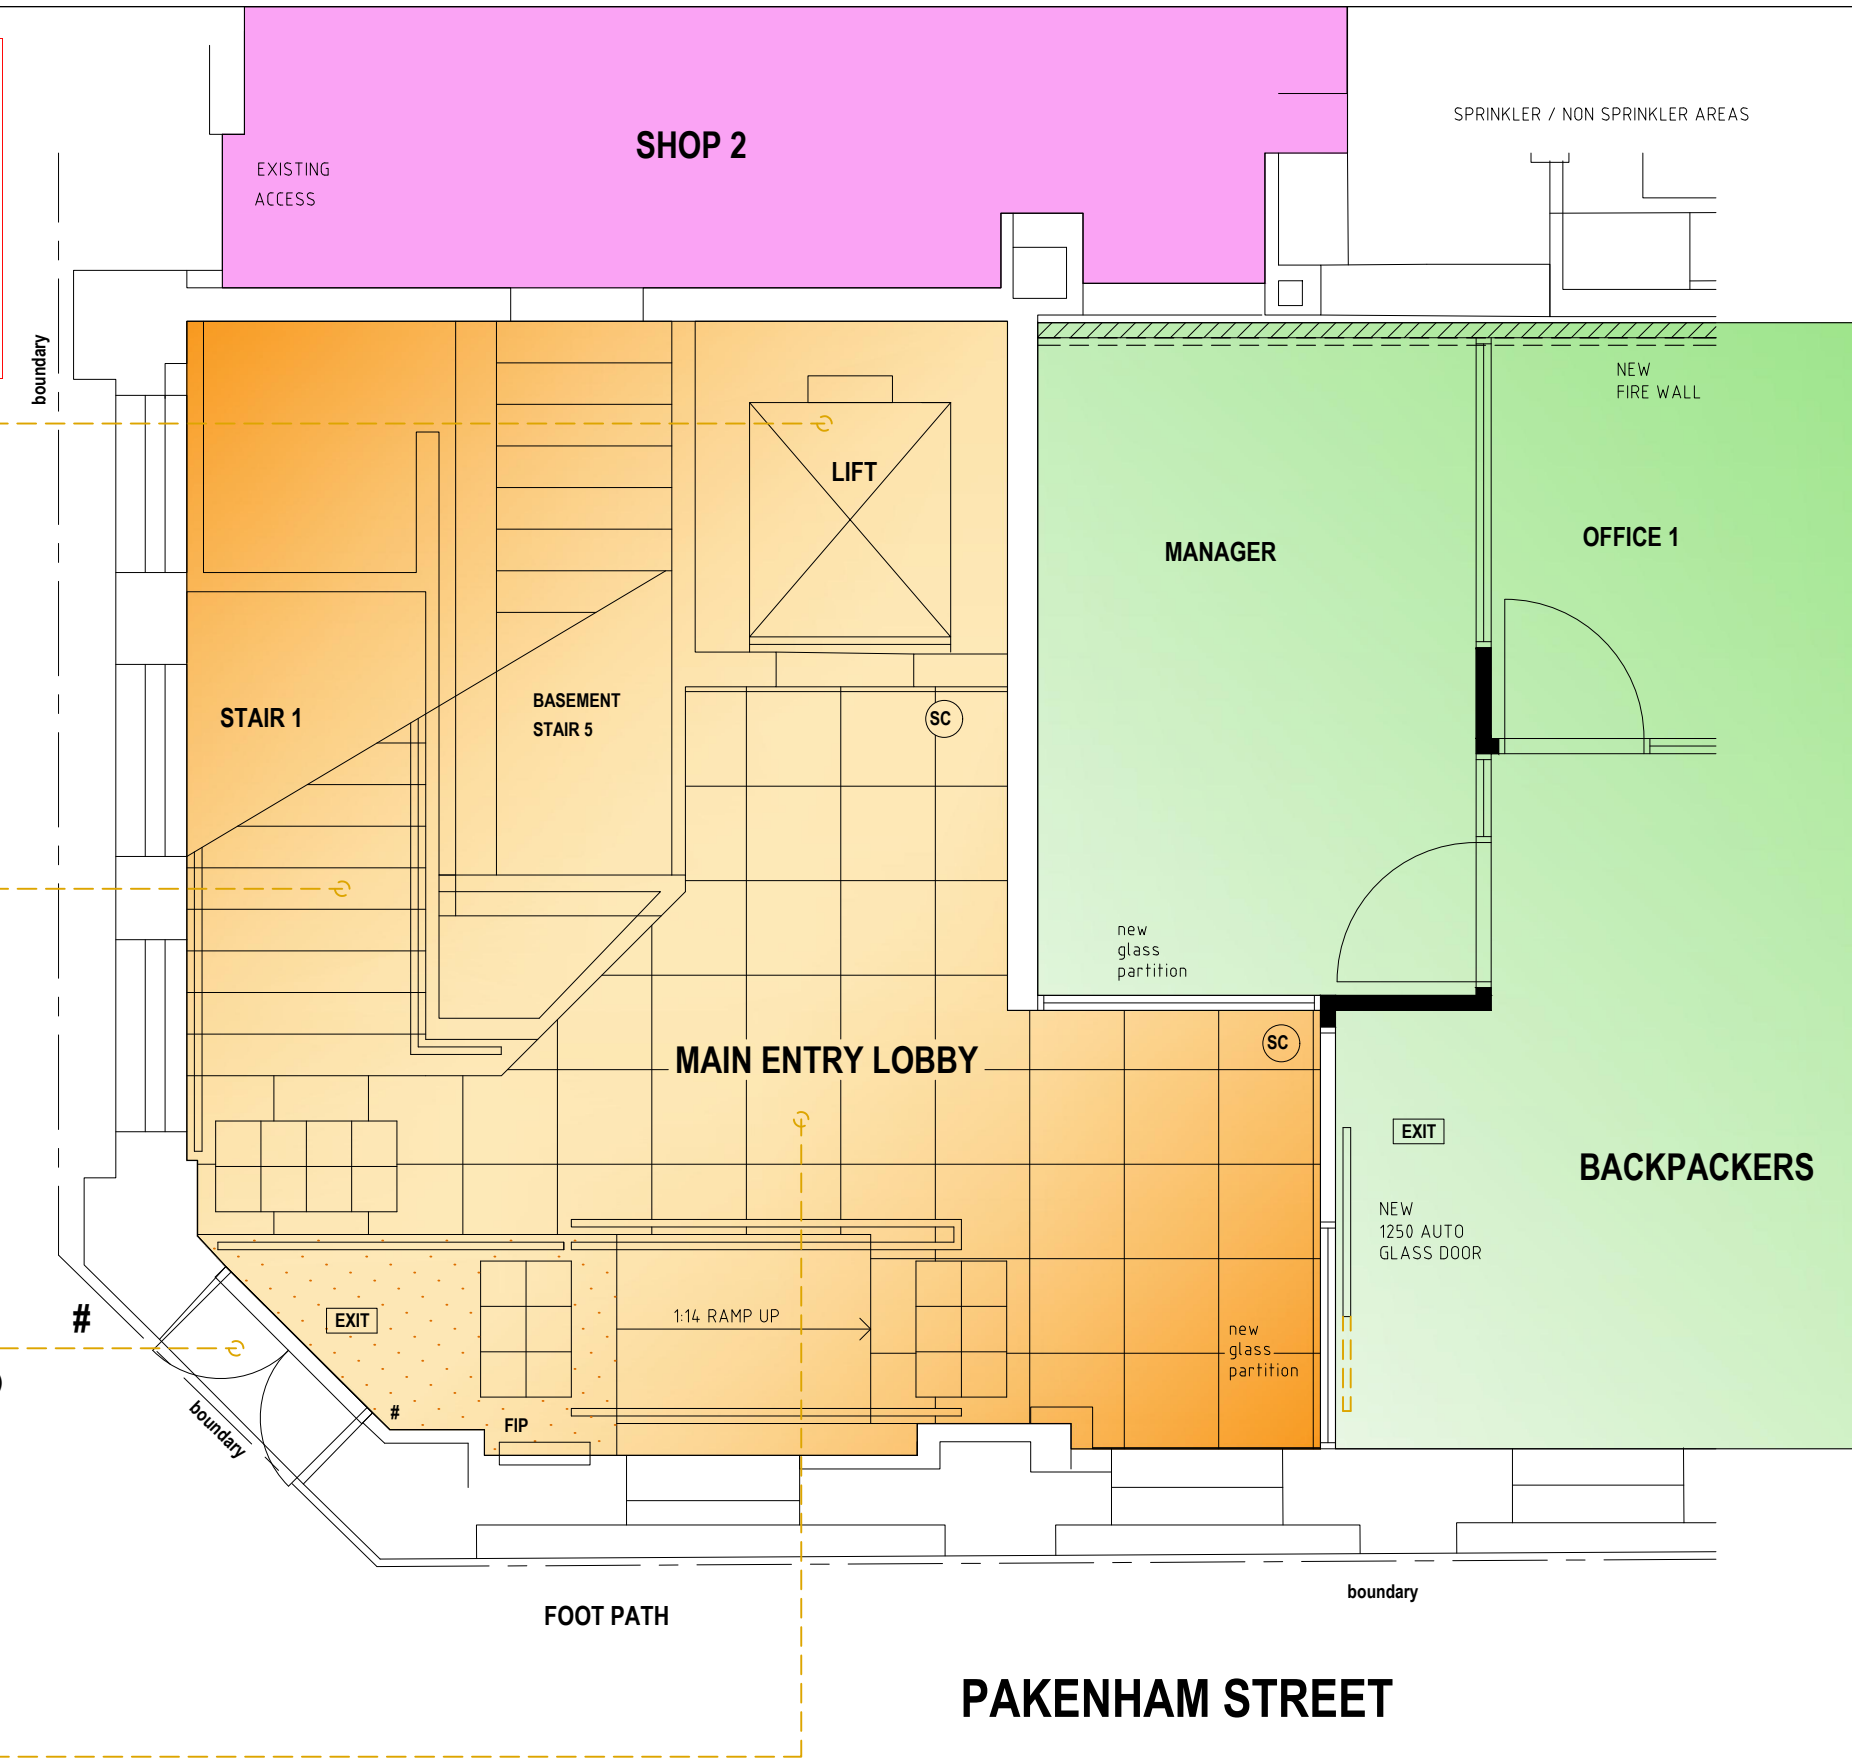 SPRINKLER / NON SPRINKLER AREAS
SHOP 2
EXISTING
ACCESS
boundary
NEW
FIRE WALL
LIFT
MANAGER
OFFICE 1
BASEMENT
STAIR 5
STAIR 1
SC
new
glass
partition
MAIN ENTRY LOBBY
SC
EXIT
BACKPACKERS
NEW
1250 AUTO
GLASS DOOR
#
EXIT
1:14 RAMP UP
new
glass
partition
boundary
#
FIP
boundary
FOOT PATH
PAKENHAM STREET